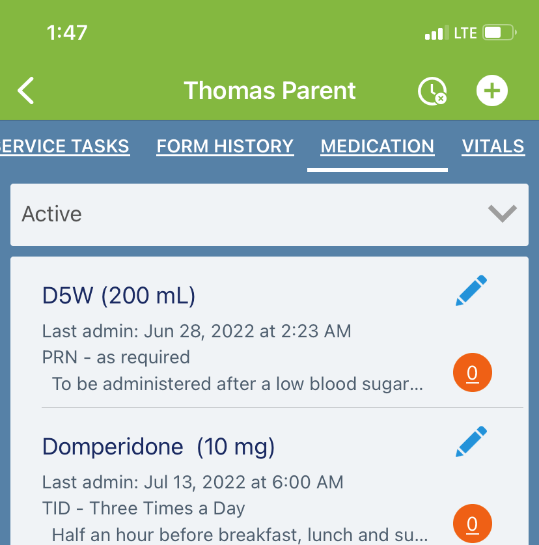 1:47 LTE
Thomas Parent
ERVICE TASKS FORM HISTORY MEDICATION VITALS
Active
D5W (200 mL)
Last admin: Jun 28, 2022 at 2:23 AM
PRN - as required
0
To be administered after a low blood sugar...
Domperidone (10 mg)
Last admin: Jul 13, 2022 at 6:00 AM
TID - Three Times a Day
0
Half an hour before breakfast, lunch and su...